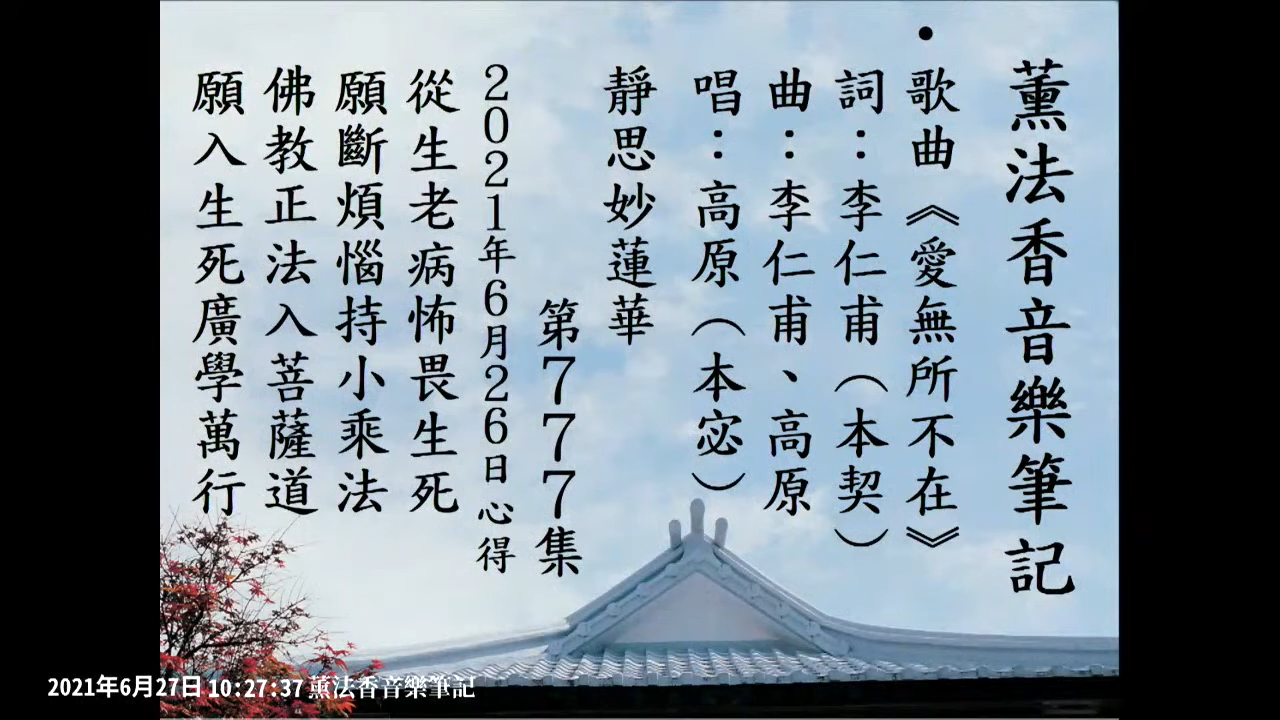 薰法香音樂筆記
•歌曲《愛無所不在》
詞：李仁甫（本契）
曲：李仁甫、高原
唱：高原（本宓）
靜思妙蓮華
第777集
2021年6月26日心得
從生老病怖畏生死
願斷煩惱持小乘法
佛教正法入菩薩道
願入生死廣學萬行
2021年6月27日 10:27:37 薰法香音樂筆記